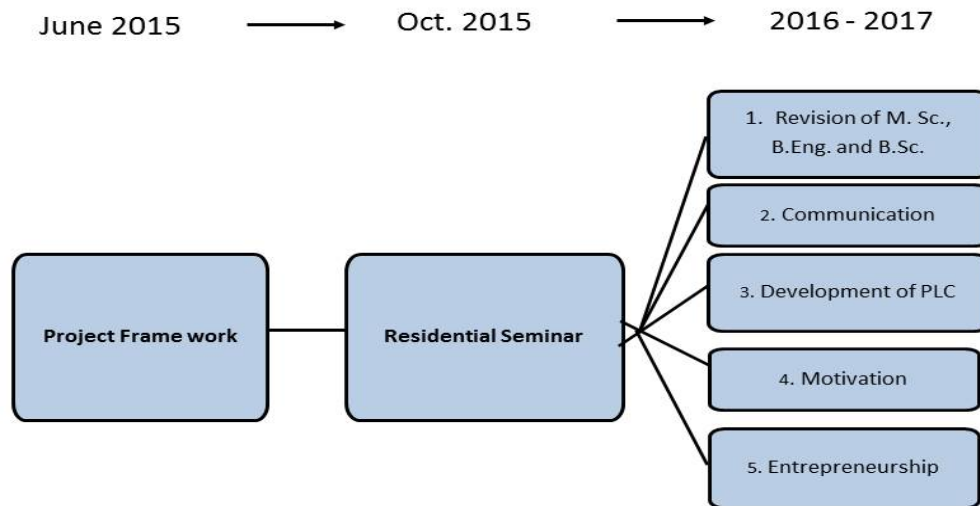 June 2015
Oct. 2015
2016 - 2017
1. Revision of M. Sc.,
B.Eng. and B.Sc.
2. Communication
3. Development of PLC
Project Frame work
Residential Seminar
4. Motivation
5. Entrepreneurship